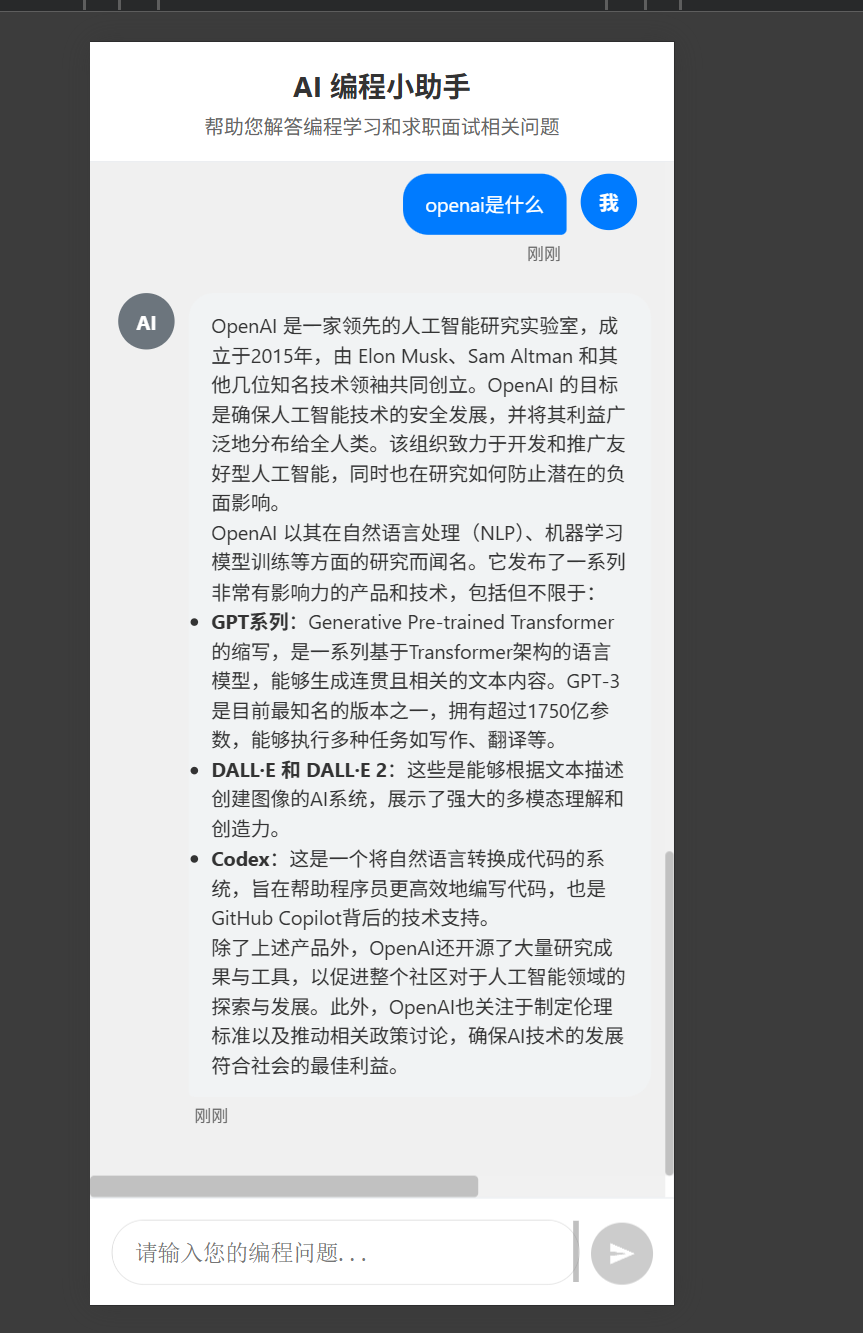 AI 编程小助手
帮助您解答编程学习和求职面试相关问题
openai是什么
我
刚刚
AI
OpenAI 是一家领先的人工智能研究实验室，成
立于2015年，由 Elon Musk、Sam Altman 和其
他几位知名技术领袖共同创立。OpenAI 的目标
是确保人工智能技术的安全发展，并将其利益广
泛地分布给全人类。该组织致力于开发和推广友
好型人工智能，同时也在研究如何防止潜在的负
面影响。
OpenAI 以其在自然语言处理（NLP）、机器学习
模型训练等方面的研究而闻名。它发布了一系列
非常有影响力的产品和技术，包括但不限于：
• GPT系列：Generative Pre-trained Transformer
的缩写，是一系列基于Transformer架构的语言
模型，能够生成连贯且相关的文本内容。GPT-3
是目前最知名的版本之一，拥有超过1750亿参
数，能够执行多种任务如写作、翻译等。
• DALL·E 和 DALL·E 2：这些是能够根据文本描述
创建图像的AI系统，展示了强大的多模态理解和
创造力。
• Codex：这是一个将自然语言转换成代码的系
统，旨在帮助程序员更高效地编写代码，也是
GitHub Copilot背后的技术支持。
除了上述产品外，OpenAI还开源了大量研究成
果与工具，以促进整个社区对于人工智能领域的
探索与发展。此外，OpenAI也关注于制定伦理
标准以及推动相关政策讨论，确保AI技术的发展
符合社会的最佳利益。
刚刚
请输入您的编程问题...